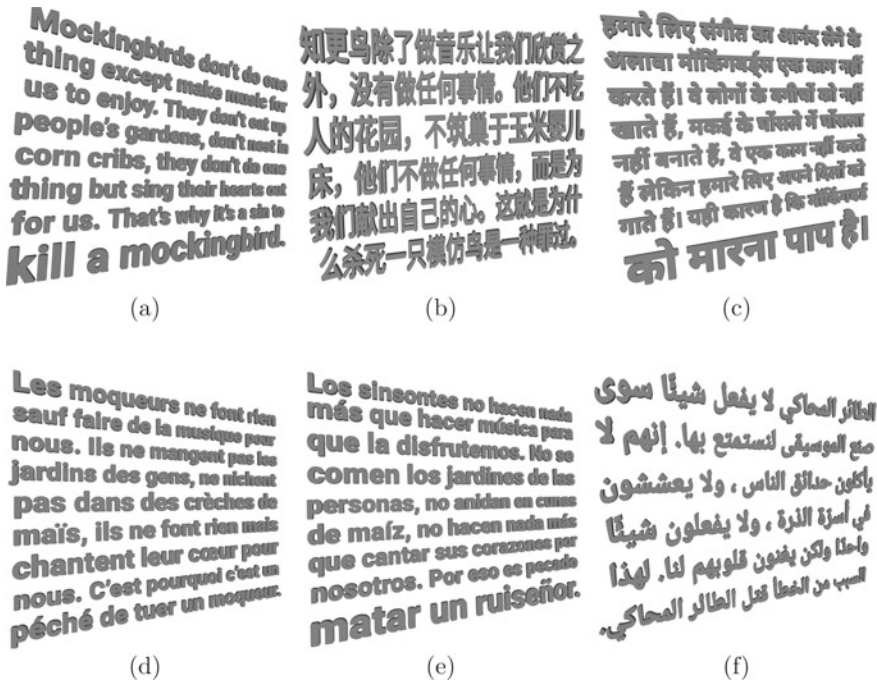 Mockingbirds don't do one
thing except make music for
us to enjoy. They don't eat up
people's gardens, don't nest in
corn cribs, they don't do one
thing but sing their hearts out
for us. That's why it's a sin to
kill a mockingbird.
(a)
知更鸟除了做音乐让我们欣赏之
外，没有做任何事情。他们不吃
人的花园，不筑巢于玉米婴儿
床，他们不做任何事情，而是为
我们献出自己的心。这就是为什
么杀死一只模仿鸟是一种罪过。
(b)
हमारे लिए संगीत का आनंद लेने के
अलावा मॉकिंगबर्ड्स एक काम नहीं
करते हैं। वे लोगों के बगीचों को नहीं
खाते हैं, मकई के घोंसले में घोंसला
नहीं बनाते हैं, वे एक काम नहीं करते
हैं लेकिन हमारे लिए अपने दिलों को
गाते हैं। यही कारण है कि मॉकिंगबर्ड
को मारना पाप है।
(c)
Les moqueurs ne font rien
sauf faire de la musique pour
nous. Ils ne mangent pas les
jardins des gens, ne nichent
pas dans des crèches de
maïs, ils ne font rien mais
chantent leur cœur pour
nous. C'est pourquoi c'est un
péché de tuer un moqueur.
(d)
Los sinsontes no hacen nada
más que hacer música para
que la disfrutemos. No se
comen los jardines de las
personas, no anidan en cunas
de maíz, no hacen nada más
que cantar sus corazones por
nosotros. Por eso es pecado
matar un ruiseñor.
(e)
الطائر المحاكي لا يفعل شيئًا سوى
صنع الموسيقى لنستمتع بها. إنهم لا
يأكلون حدائق الناس ، ولا يعششون
في أسرّة الذرة ، ولا يفعلون شيئًا
واحدًا ولكن يغنون قلوبهم لنا. لهذا
السبب من الخطأ قتل الطائر المحاكي.
(f)